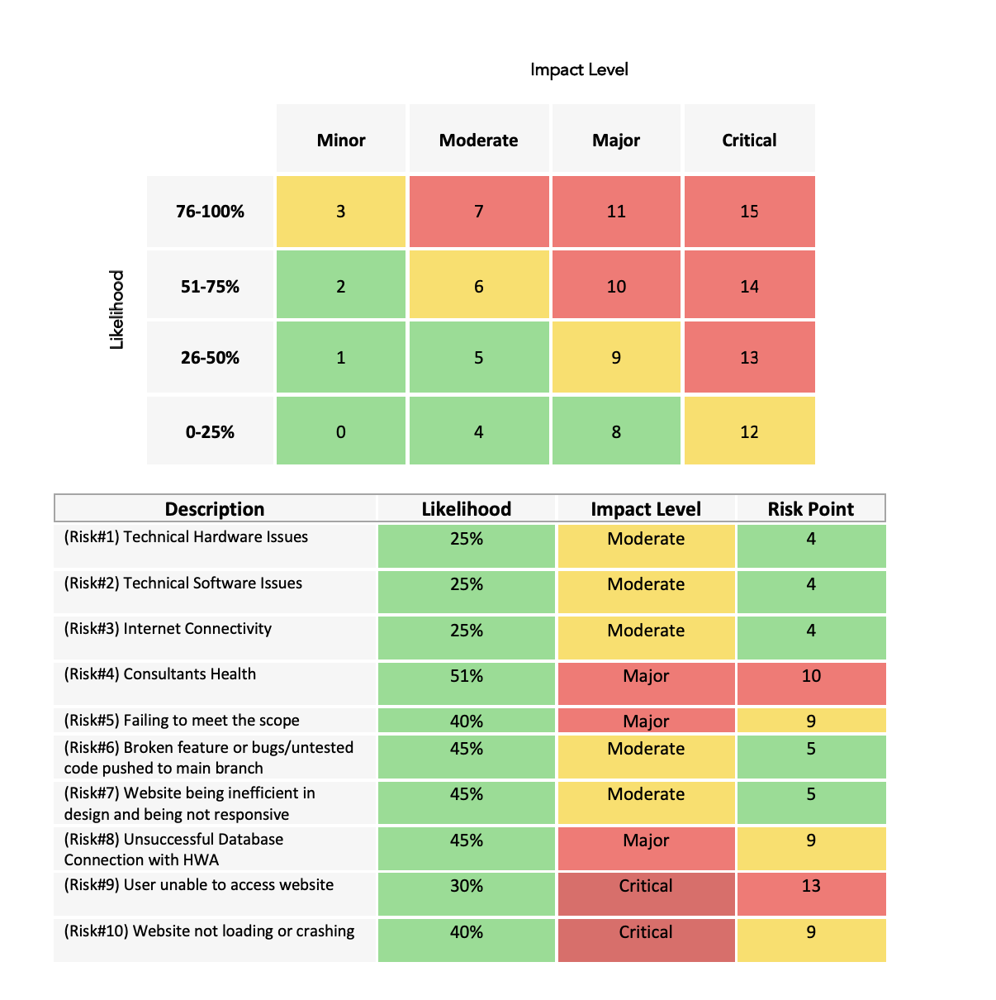 Impact Level
Minor Moderate Major Critical
76-100% 3 7 11 15
Likelihood
51-75% 2 6 10 14
26-50% 1 5 9 13
0-25% 0 4 8 12
Description Likelihood Impact Level Risk Point
(Risk#1) Technical Hardware Issues 25% Moderate 4
(Risk#2) Technical Software Issues 25% Moderate 4
(Risk#3) Internet Connectivity 25% Moderate 4
(Risk#4) Consultants Health 51% Major 10
(Risk#5) Failing to meet the scope 40% Major 9
(Risk#6) Broken feature or bugs/untested 45% Moderate 5
code pushed to main branch
(Risk#7) Website being inefficient in 45% Moderate 5
design and being not responsive
(Risk#8) Unsuccessful Database 45% Major 9
Connection with HWA
(Risk#9) User unable to access website 30% Critical 13
(Risk#10) Website not loading or crashing 40% Critical 9